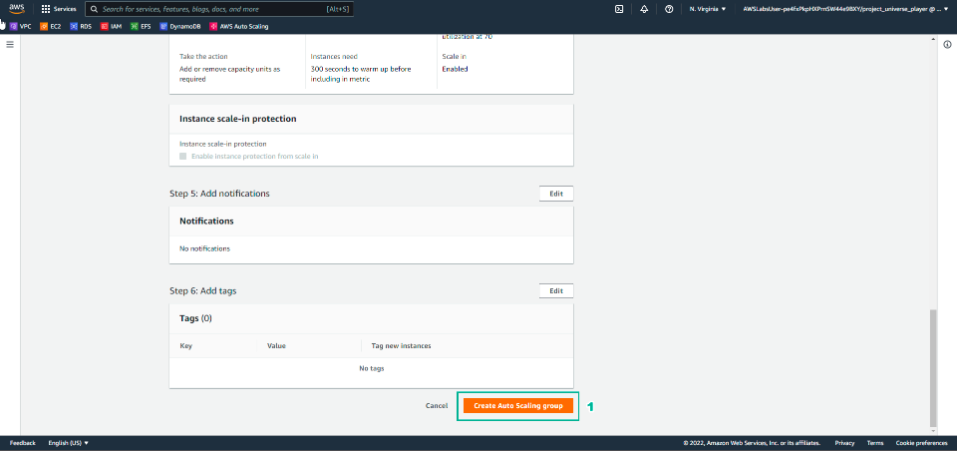 aws
Services
Search for services, features, blogs, docs, and more
[Alt+S]
N. Virginia ▼
VPC
EC2
RDS
IAM
EFS
DynamoDB
AWS Auto Scaling
utilization at 70
Take the action
Add or remove capacity units as
required
Instances need
300 seconds to warm up before
including in metric
Scale in
Enabled
Instance scale-in protection
Instance scale-in protection
Enable instance protection from scale in
Step 5: Add notifications
Edit
Notifications
No notifications
Step 6: Add tags
Edit
Tags (0)
Key
Value
Tag new instances
No tags
Cancel
Create Auto Scaling group
1
Feedback
English (US) ▼
© 2022, Amazon Web Services, Inc. or its affiliates.
Privacy
Terms
Cookie preferences